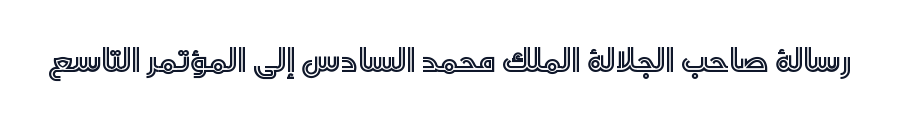 رسالة صاحب الجلالة الملك محمد السادس إلى المؤتمر التاسع